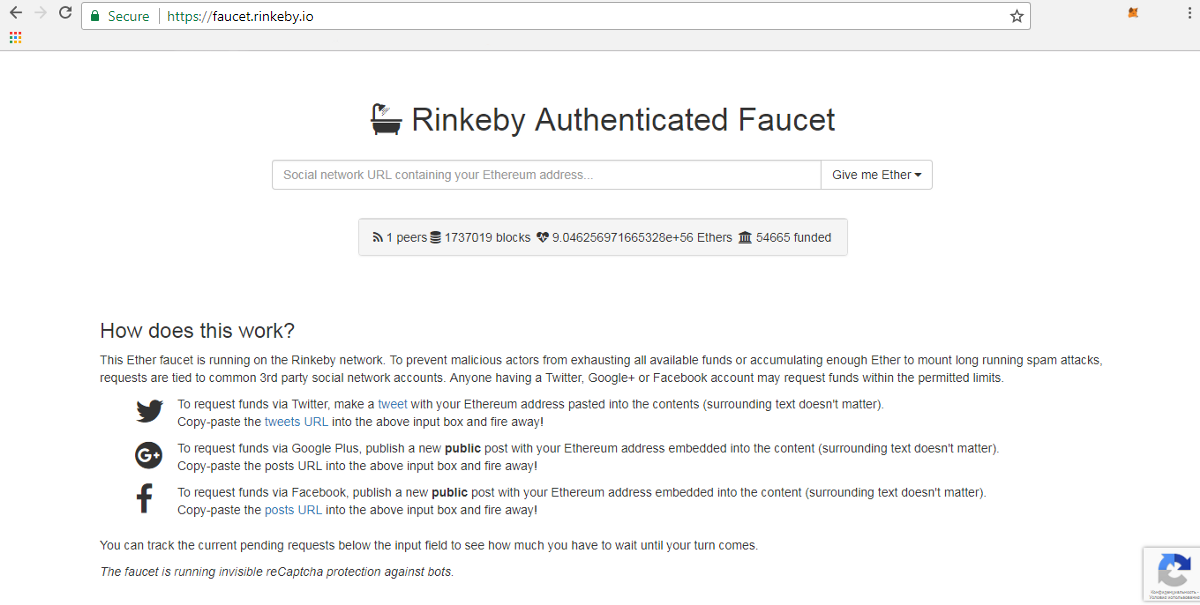 Secure https://faucet.rinkeby.io
Rinkeby Authenticated Faucet
Social network URL containing your Ethereum address... Give me Ether
1 peers 1737019 blocks 9.046256971665328e+56 Ethers 54665 funded
How does this work?
This Ether faucet is running on the Rinkeby network. To prevent malicious actors from exhausting all available funds or accumulating enough Ether to mount long running spam attacks,
requests are tied to common 3rd party social network accounts. Anyone having a Twitter, Google+ or Facebook account may request funds within the permitted limits.
To request funds via Twitter, make a tweet with your Ethereum address pasted into the contents (surrounding text doesn't matter).
Copy-paste the tweets URL into the above input box and fire away!
G+ To request funds via Google Plus, publish a new public post with your Ethereum address embedded into the content (surrounding text doesn't matter).
Copy-paste the posts URL into the above input box and fire away!
To request funds via Facebook, publish a new public post with your Ethereum address embedded into the content (surrounding text doesn't matter).
Copy-paste the posts URL into the above input box and fire away!
You can track the current pending requests below the input field to see how much you have to wait until your turn comes.
The faucet is running invisible reCaptcha protection against bots.